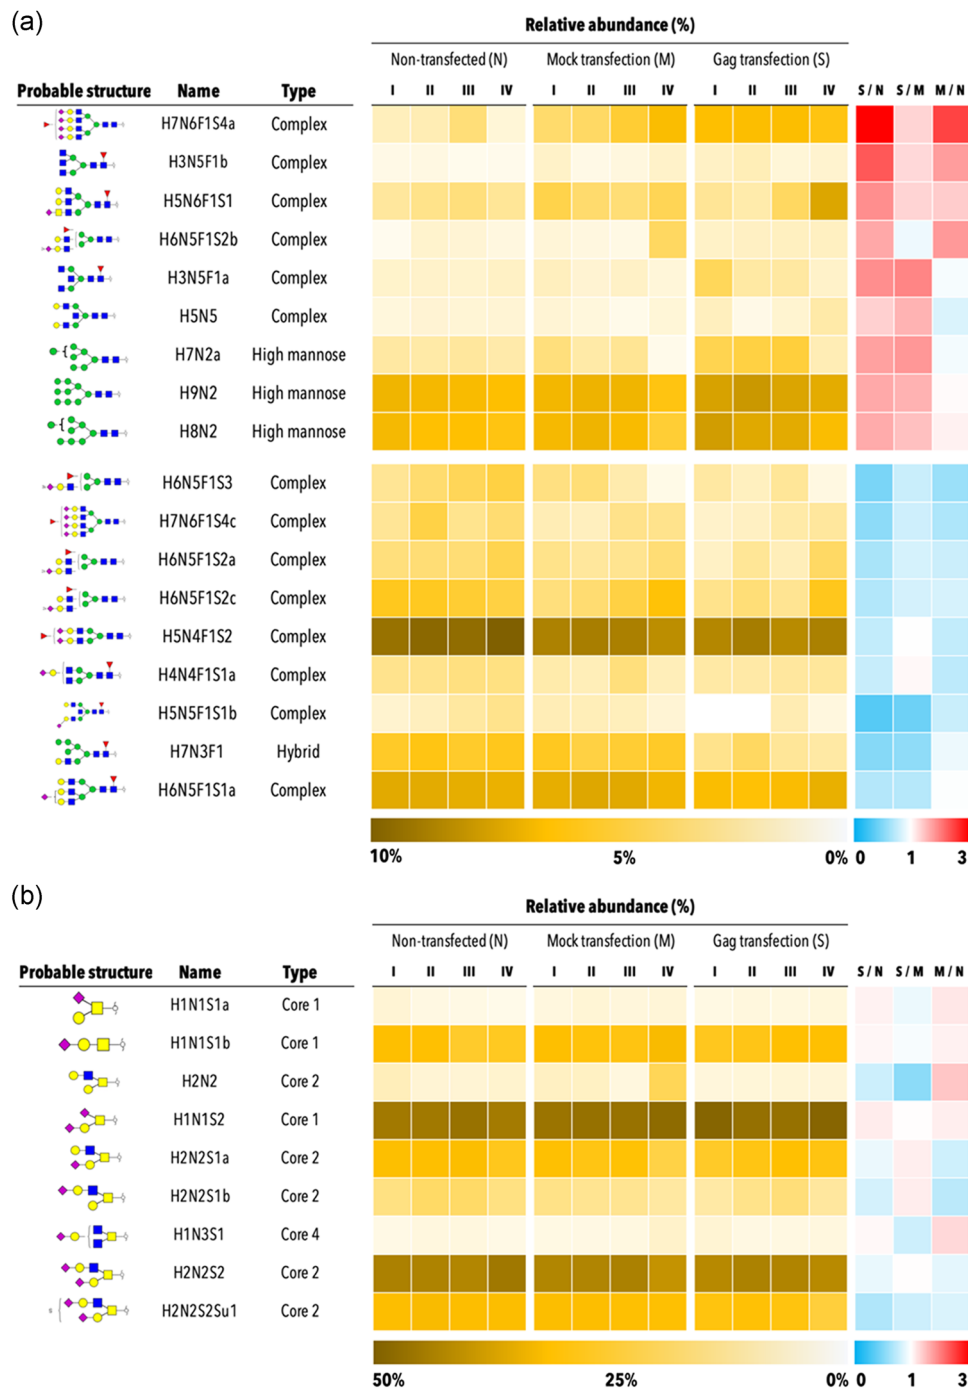 (a)
Relative abundance (%)
Non-transfected (N) Mock transfection (M) Gag transfection (S)
Probable structure Name Type I II III IV I II III IV I II III IV S / N S / M M / N
H7N6F1S4a Complex
H3N5F1b Complex
H5N6F1S1 Complex
H6N5F1S2b Complex
H3N5F1a Complex
H5N5 Complex
H7N2a High mannose
H9N2 High mannose
H8N2 High mannose
H6N5F1S3 Complex
H7N6F1S4c Complex
H6N5F1S2a Complex
H6N5F1S2c Complex
H5N4F1S2 Complex
H4N4F1S1a Complex
H5N5F1S1b Complex
H7N3F1 Hybrid
H6N5F1S1a Complex
10% 5% 0% 0 1 3
(b)
Relative abundance (%)
Non-transfected (N) Mock transfection (M) Gag transfection (S)
Probable structure Name Type I II III IV I II III IV I II III IV S / N S / M M / N
H1N1S1a Core 1
H1N1S1b Core 1
H2N2 Core 2
H1N1S2 Core 1
H2N2S1a Core 2
H2N2S1b Core 2
H1N3S1 Core 4
H2N2S2 Core 2
s H2N2S2Su1 Core 2
50% 25% 0% 0 1 3